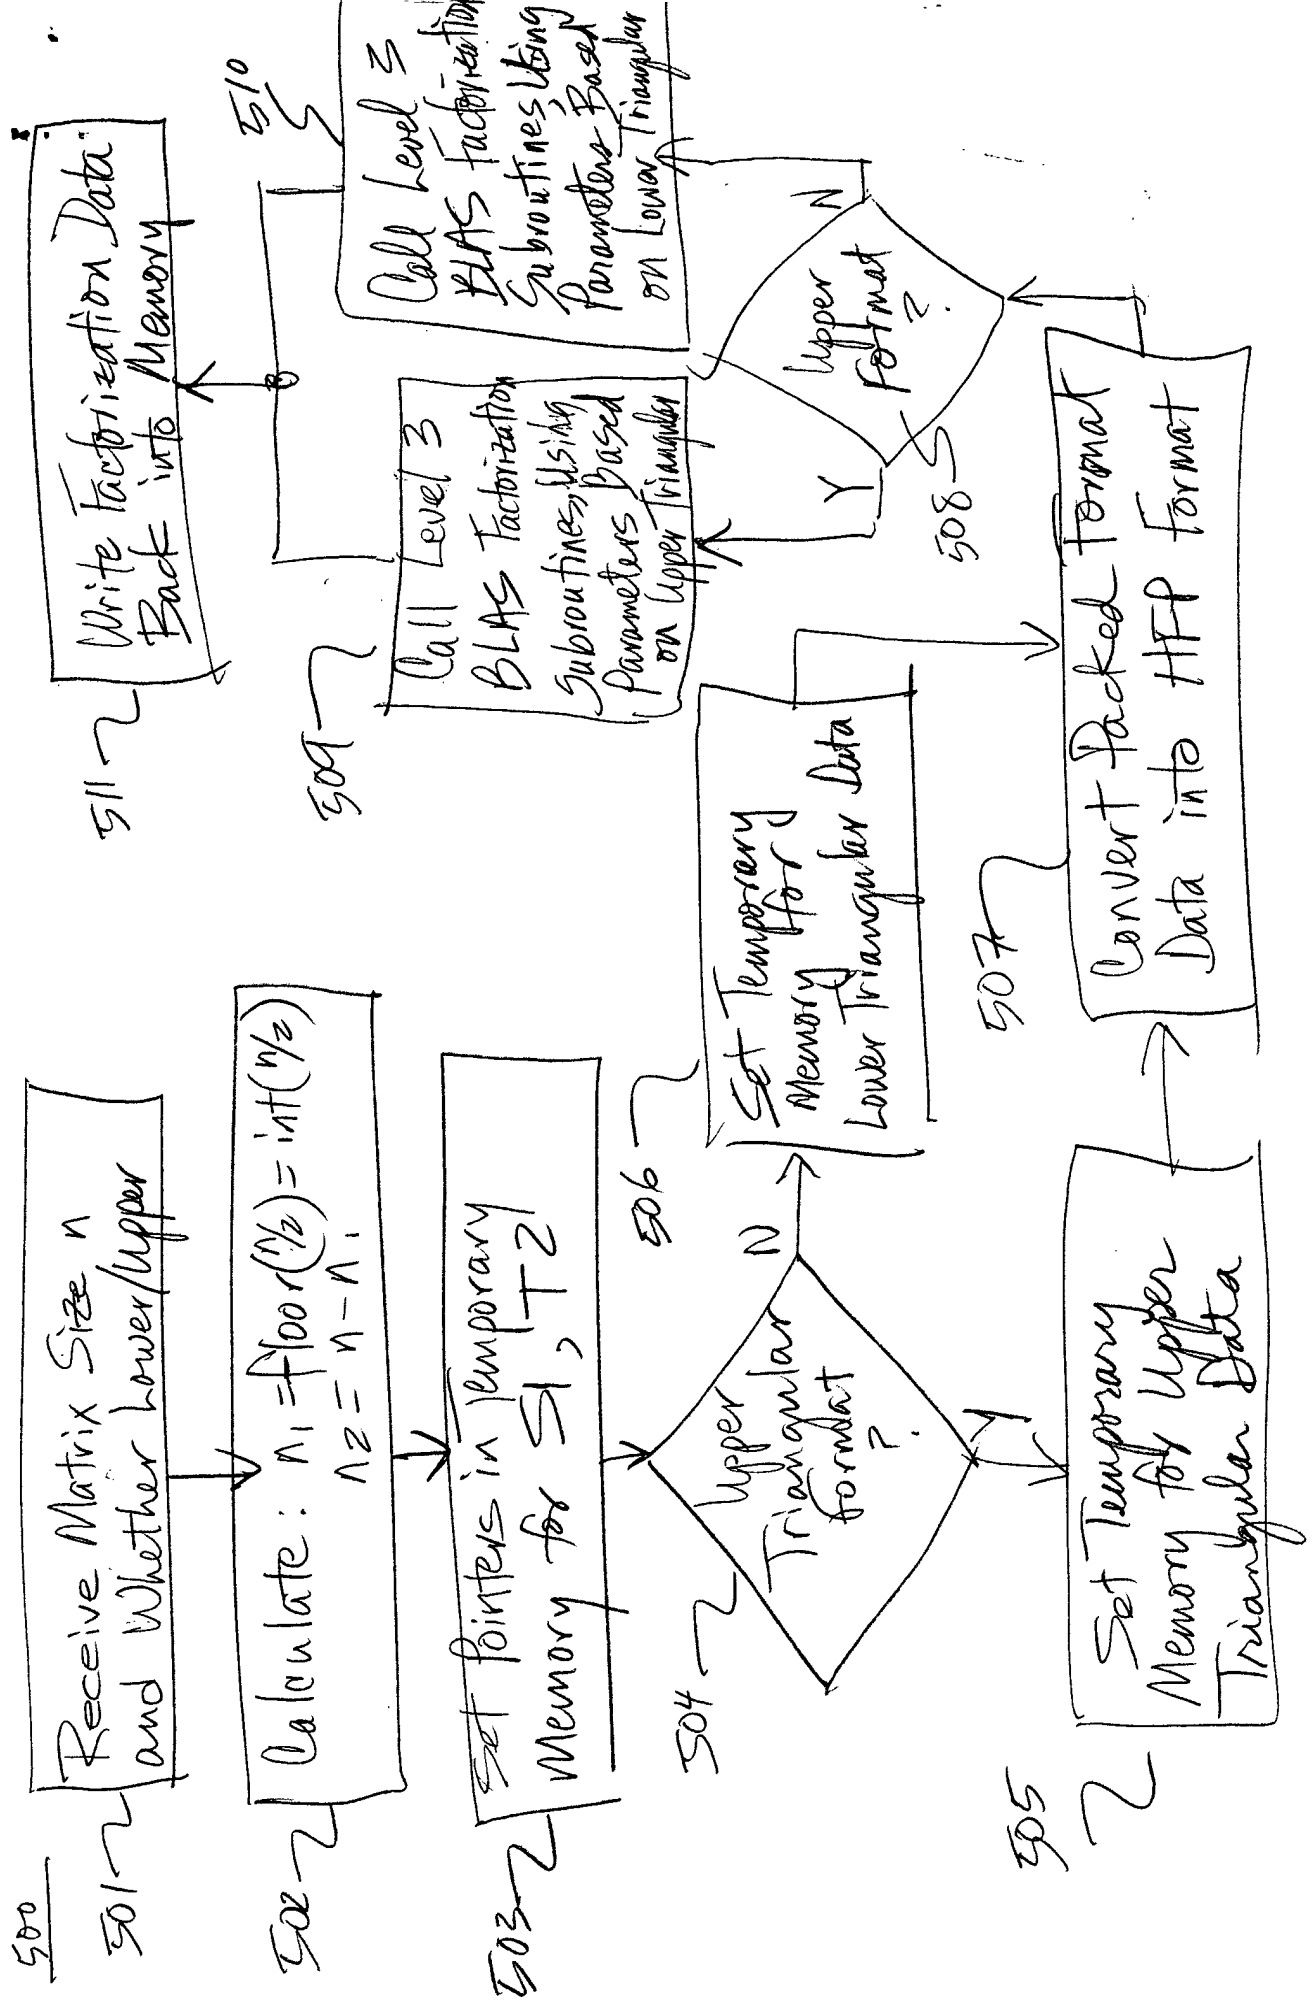 500
501
Receive Matrix Size n
and Whether Lower/Upper
502
Calculate: n1 = floor(n/2) = int(n/2)
n2 = n - n1
503
Set Pointers in Temporary
Memory for S1, T2
504
Upper
Triangular
format
?
N
Y
505
Set Temporary
Memory for Upper
Triangular Data
506
Set Temporary
Memory for
Lower Triangular Data
507
Convert Packed Format
Data into HFP Format
508
Upper
Format
?
Y
N
509
Call Level 3
BLAS Factorization
Subroutines, Using
Parameters Based
on Upper Triangular
510
Call Level 3
BLAS Factorization
Subroutines, Using
Parameters Based
on Lower Triangular
511
Write Factorization Data
Back into Memory